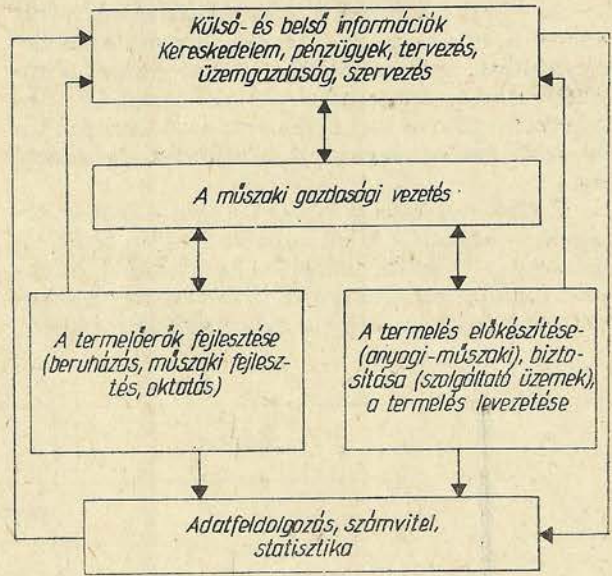 Külső- és belső információk
Kereskedelem, pénzügyek, tervezés,
üzemgazdaság, szervezés
A műszaki gazdasági vezetés
A termelőerők fejlesztése
(beruházás, műszaki fejlesz-
tés, oktatás)
A termelés előkészítése-
(anyagi-műszaki), bizto-
sítása (szolgáltató üzemek),
a termelés levezetése
Adatfeldolgozás, számvitel,
statisztika